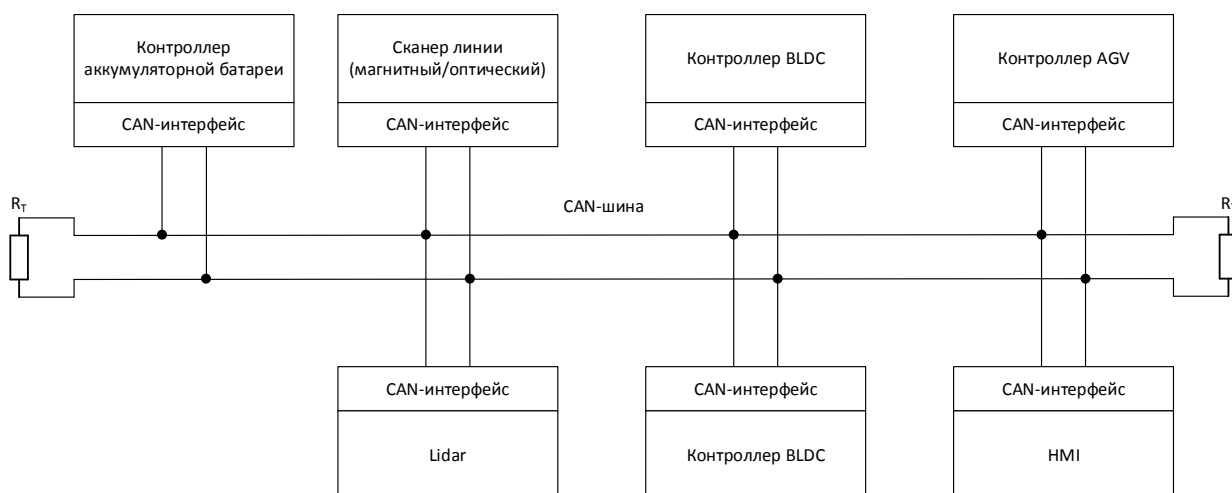 Контроллер
аккумуляторной батареи
Сканер линии
(магнитный/оптический)
Контроллер BLDC
Контроллер AGV
CAN-интерфейс
CAN-интерфейс
CAN-интерфейс
CAN-интерфейс
RТ
CAN-шина
R
CAN-интерфейс
CAN-интерфейс
CAN-интерфейс
Lidar
Контроллер BLDC
HMI